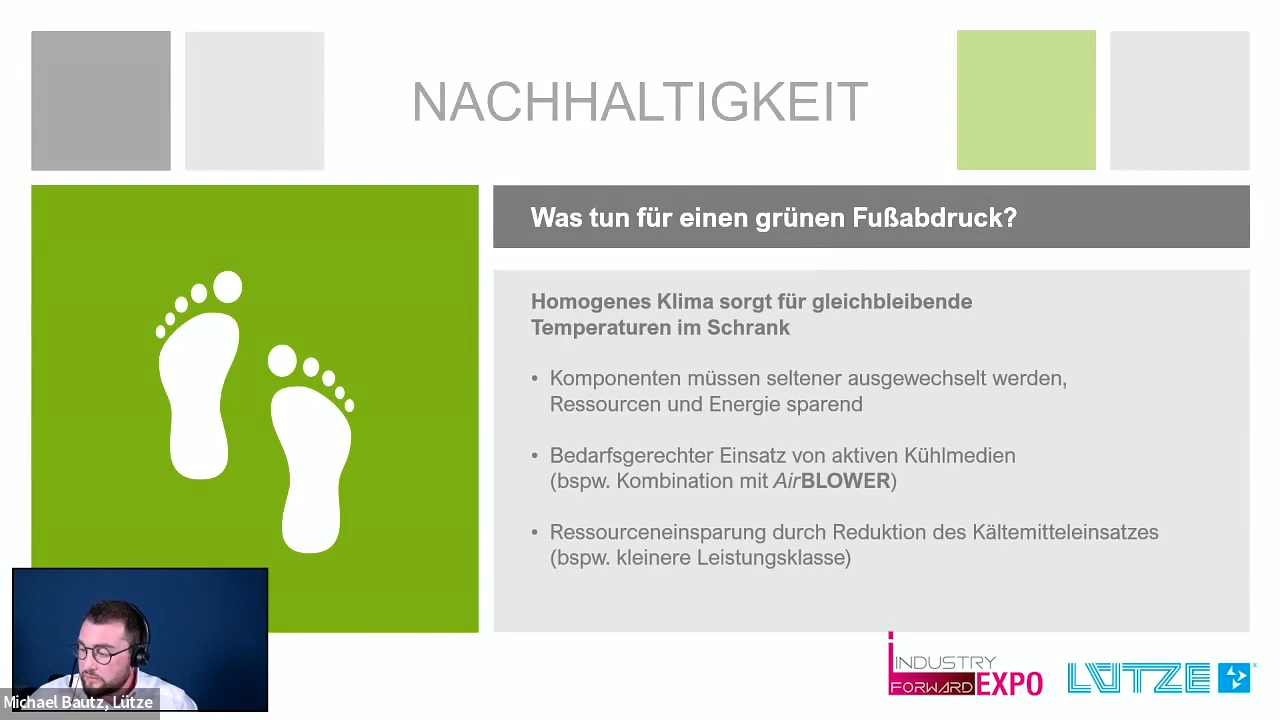 NACHHALTIGKEIT
Was tun für einen grünen Fußabdruck?
Homogenes Klima sorgt für gleichbleibende
Temperaturen im Schrank
• Komponenten müssen seltener ausgewechselt werden,
Ressourcen und Energie sparend
• Bedarfsgerechter Einsatz von aktiven Kühlmedien
(bspw. Kombination mit AirBLOWER)
• Ressourceneinsparung durch Reduktion des Kältemitteleinsatzes
(bspw. kleinere Leistungsklasse)
Michael Bautz, Lütze
INDUSTRY
FORWARD EXPO
LÜTZE